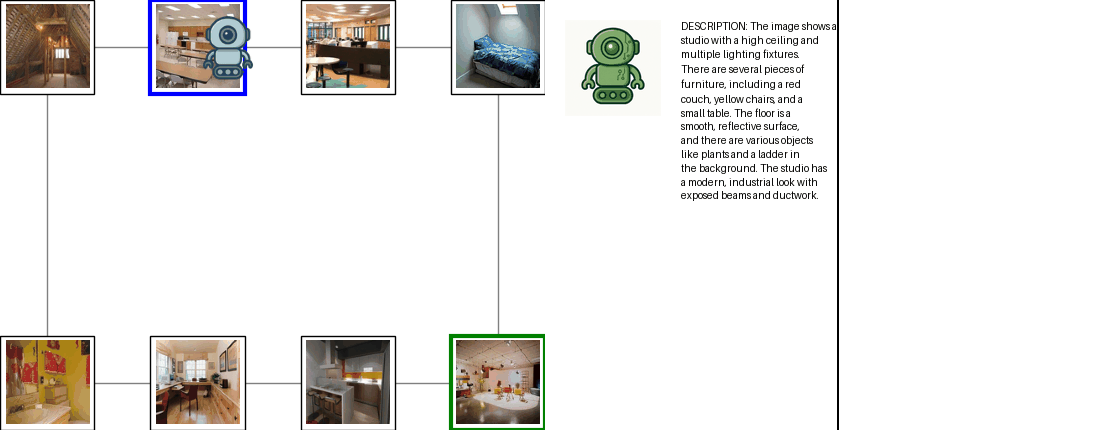 DESCRIPTION: The image shows a
studio with a high ceiling and
multiple lighting fixtures.
There are several pieces of
furniture, including a red
couch, yellow chairs, and a
small table. The floor is a
smooth, reflective surface,
and there are various objects
like plants and a ladder in
the background. The studio has
a modern, industrial look with
exposed beams and ductwork.